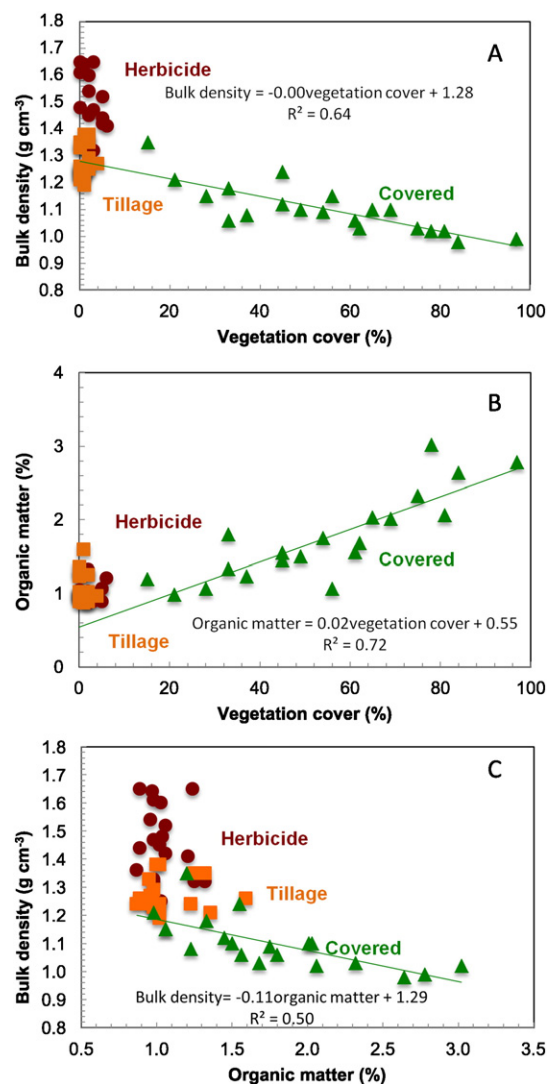 1.8
A
1.7
1.6
Herbicide
Bulk density = -0.00vegetation cover + 1.28
1.5
R² = 0.64
1.4
1.3
1.2
Covered
Tillage
1.1
1.0
0.9
0.8
Bulk density (g cm-3)
0 20 40 60 80 100
Vegetation cover (%)
4
B
3
Herbicide
2
Covered
1
Tillage
Organic matter = 0.02vegetation cover + 0.55
R² = 0.72
0
Organic matter (%)
0 20 40 60 80 100
Vegetation cover (%)
1.8
C
1.7
1.6
1.5
Herbicide
1.4
Tillage
1.3
1.2
1.1
Covered
1.0
0.9
Bulk density= -0.11organic matter + 1.29
R² = 0.50
0.8
Bulk density (g cm-3)
0.5 1.0 1.5 2.0 2.5 3.0 3.5
Organic matter (%)